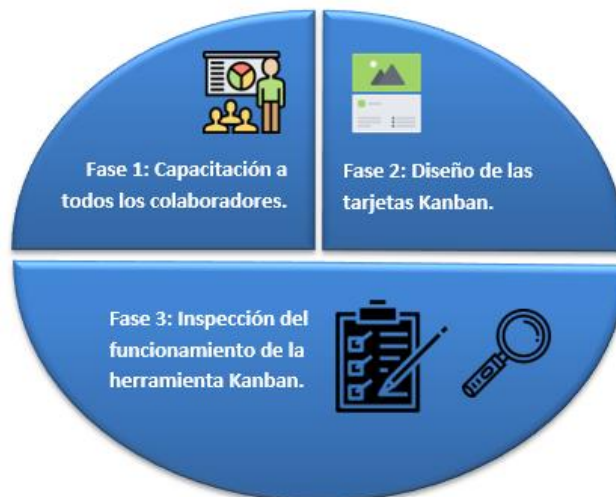 Fase 1: Capacitación a
todos los colaboradores.
Fase 2: Diseño de las
tarjetas Kanban.
Fase 3: Inspección del
funcionamiento de la
herramienta Kanban.